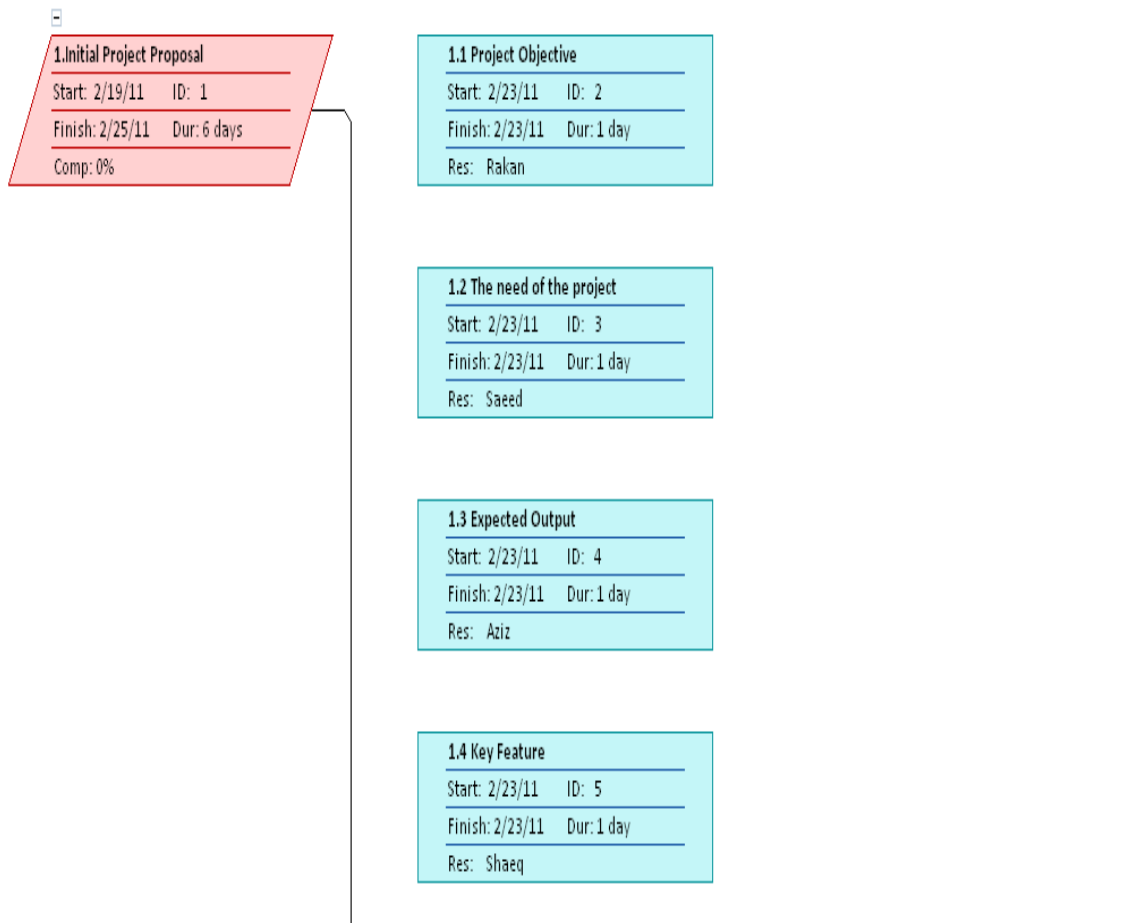 1.Initial Project Proposal
Start: 2/19/11 ID: 1
Finish: 2/25/11 Dur: 6 days
Comp: 0%
1.1 Project Objective
Start: 2/23/11 ID: 2
Finish: 2/23/11 Dur: 1 day
Res: Rakan
1.2 The need of the project
Start: 2/23/11 ID: 3
Finish: 2/23/11 Dur: 1 day
Res: Saeed
1.3 Expected Output
Start: 2/23/11 ID: 4
Finish: 2/23/11 Dur: 1 day
Res: Aziz
1.4 Key Feature
Start: 2/23/11 ID: 5
Finish: 2/23/11 Dur: 1 day
Res: Shaeq